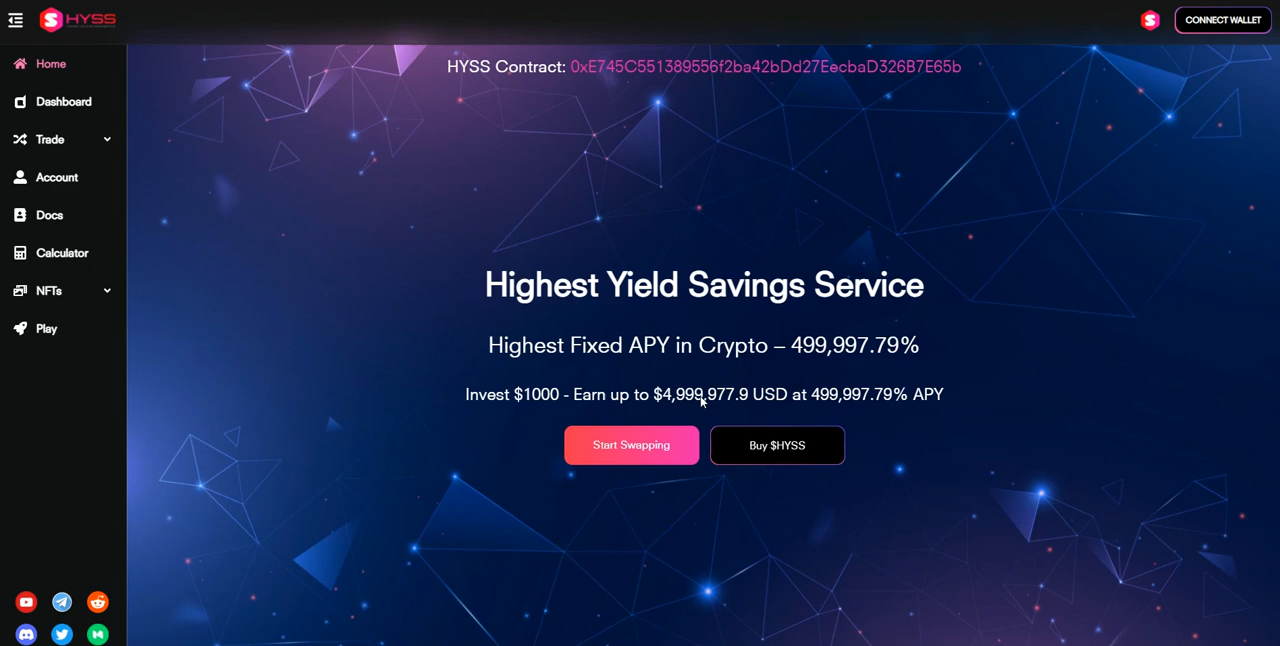 HYSS
CONNECT WALLET
Home
Dashboard
Trade
Account
Docs
Calculator
NFTs
Play
HYSS Contract: 0xE745C551389556f2ba42bDd27EecbaD326B7E65b
Highest Yield Savings Service
Highest Fixed APY in Crypto – 499,997.79%
Invest $1000 - Earn up to $4,999,977.9 USD at 499,997.79% APY
Start Swapping
Buy $HYSS